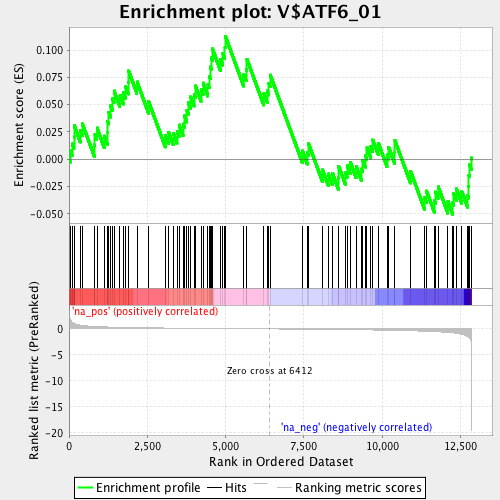 Enrichment plot: V$ATF6_01
Enrichment score (ES)
0.100
0.075
0.050
0.025
0.000
-0.025
-0.050
'na_pos' (positively correlated)
Ranked list metric (PreRanked)
0
-5
-10
-15
-20
Zero cross at 6412
'na_neg' (negatively correlated)
0 2,500 5,000 7,500 10,000 12,500
Rank in Ordered Dataset
Enrichment profile Hits Ranking metric scores